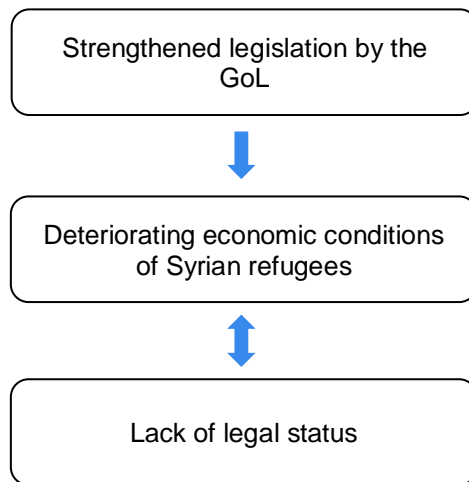 Strengthened legislation by the
GoL
Deteriorating economic conditions
of Syrian refugees
Lack of legal status